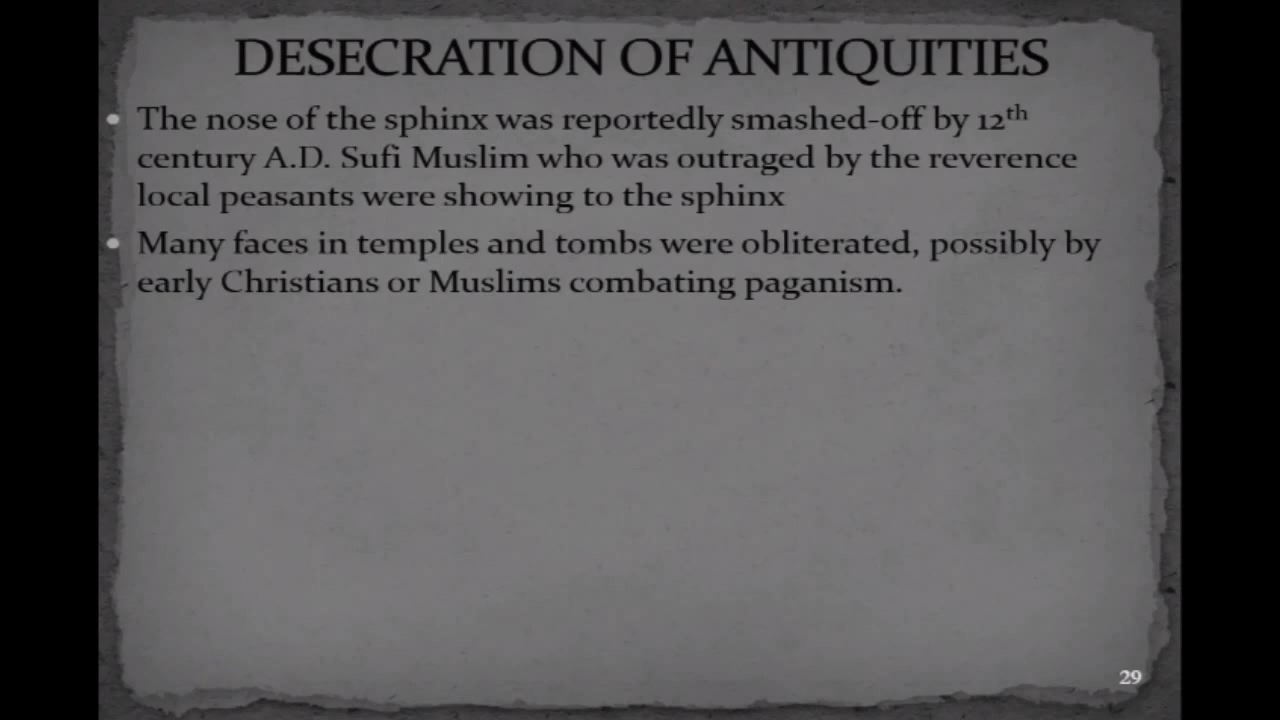 DESECRATION OF ANTIQUITIES
• The nose of the sphinx was reportedly smashed-off by 12th
century A.D. Sufi Muslim who was outraged by the reverence
local peasants were showing to the sphinx
• Many faces in temples and tombs were obliterated, possibly by
early Christians or Muslims combating paganism.
29